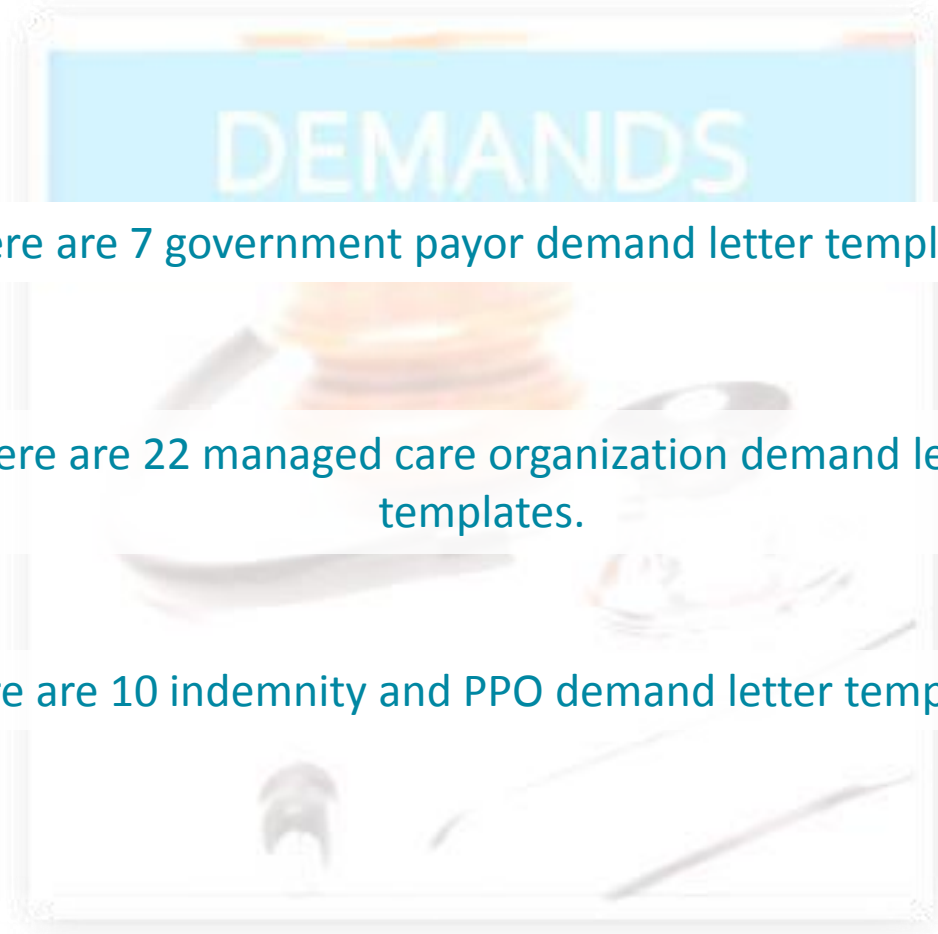 DEMANDS
ere are 7 government payor demand letter templ
ere are 22 managed care organization demand le
templates.
re are 10 indemnity and PPO demand letter temp